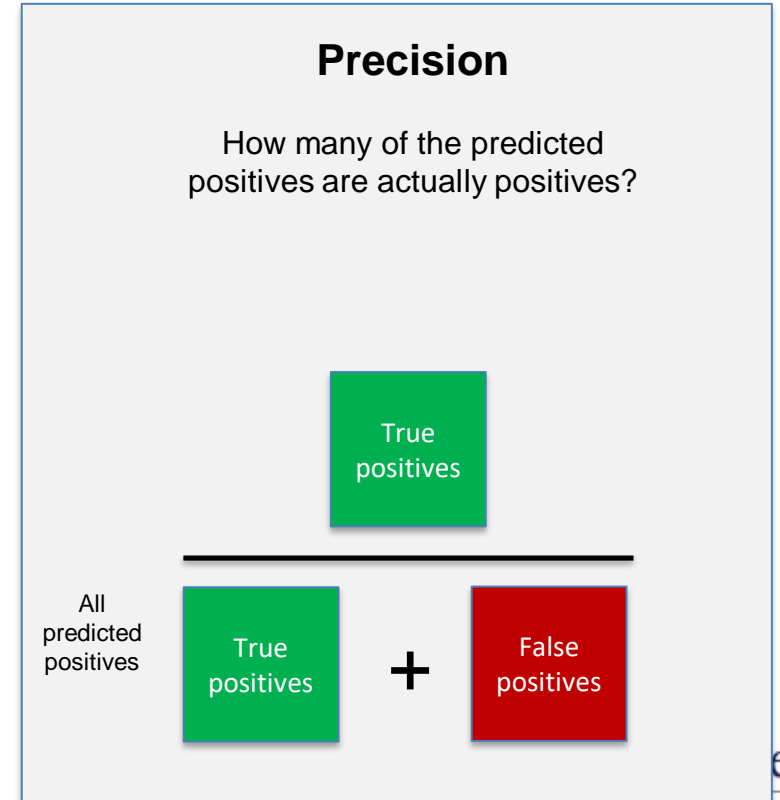 Precision
How many of the predicted
positives are actually positives?
True
positives
All
predicted
positives
True
positives
+
False
positives